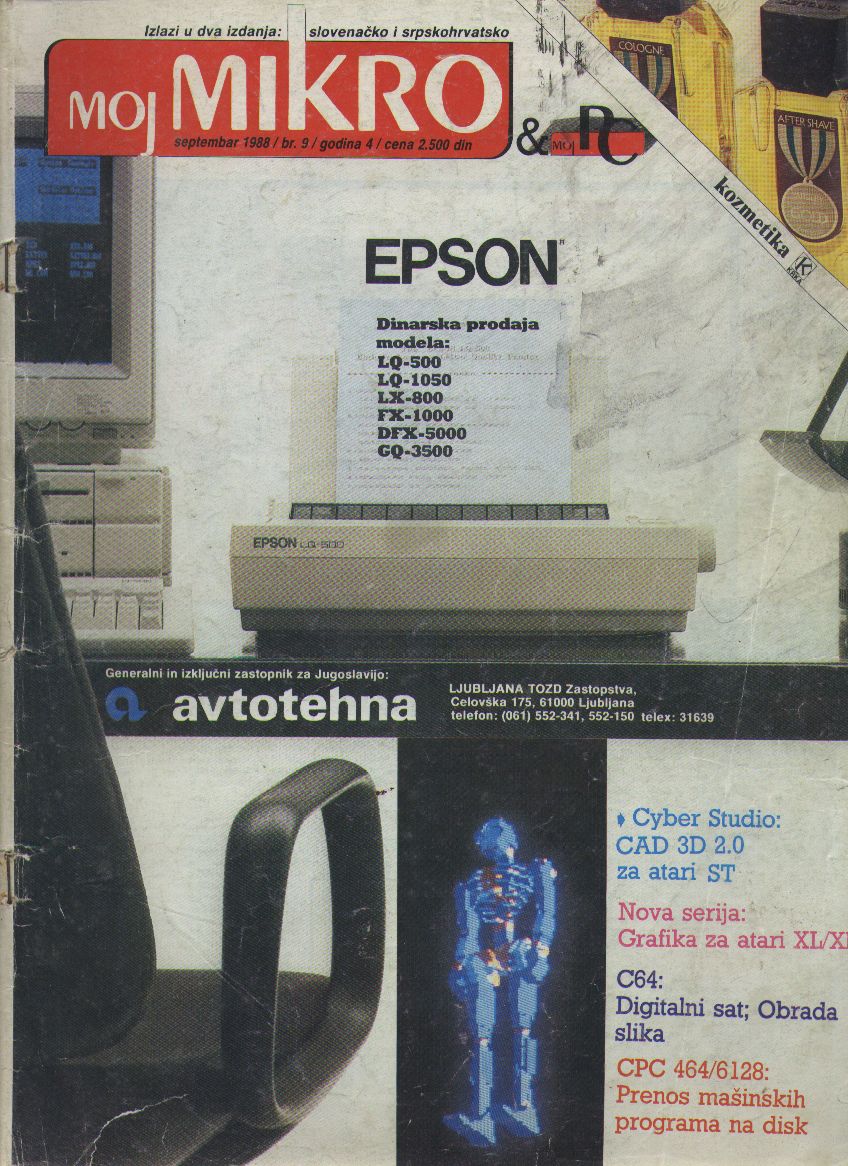 Izlazi u dva izdanja: slovenačko i srpskohrvatsko
MOJ MIKRO
septembar 1988 / br. 9 / godina 4 / cena 2.500 din
& MOJ PC
COLOGNE
AFTER SHAVE
kozmetika
KRKA
EPSON
Dinarska prodaja
modela:
LQ-500
LQ-1050
LX-800
FX-1000
DFX-5000
GQ-3500
EPSON LQ-500
Generalni in izključni zastopnik za Jugoslavijo:
avtotehna
LJUBLJANA TOZD Zastopstva,
Celovška 175, 61000 Ljubljana
telefon: (061) 552-341, 552-150 telex: 31639
Cyber Studio:
CAD 3D 2.0
za atari ST
Nova serija:
Grafika za atari
C64:
Digitalni sat; Obrada
slika
CPC 464/6128:
Prenos mašinskih
programa na disk